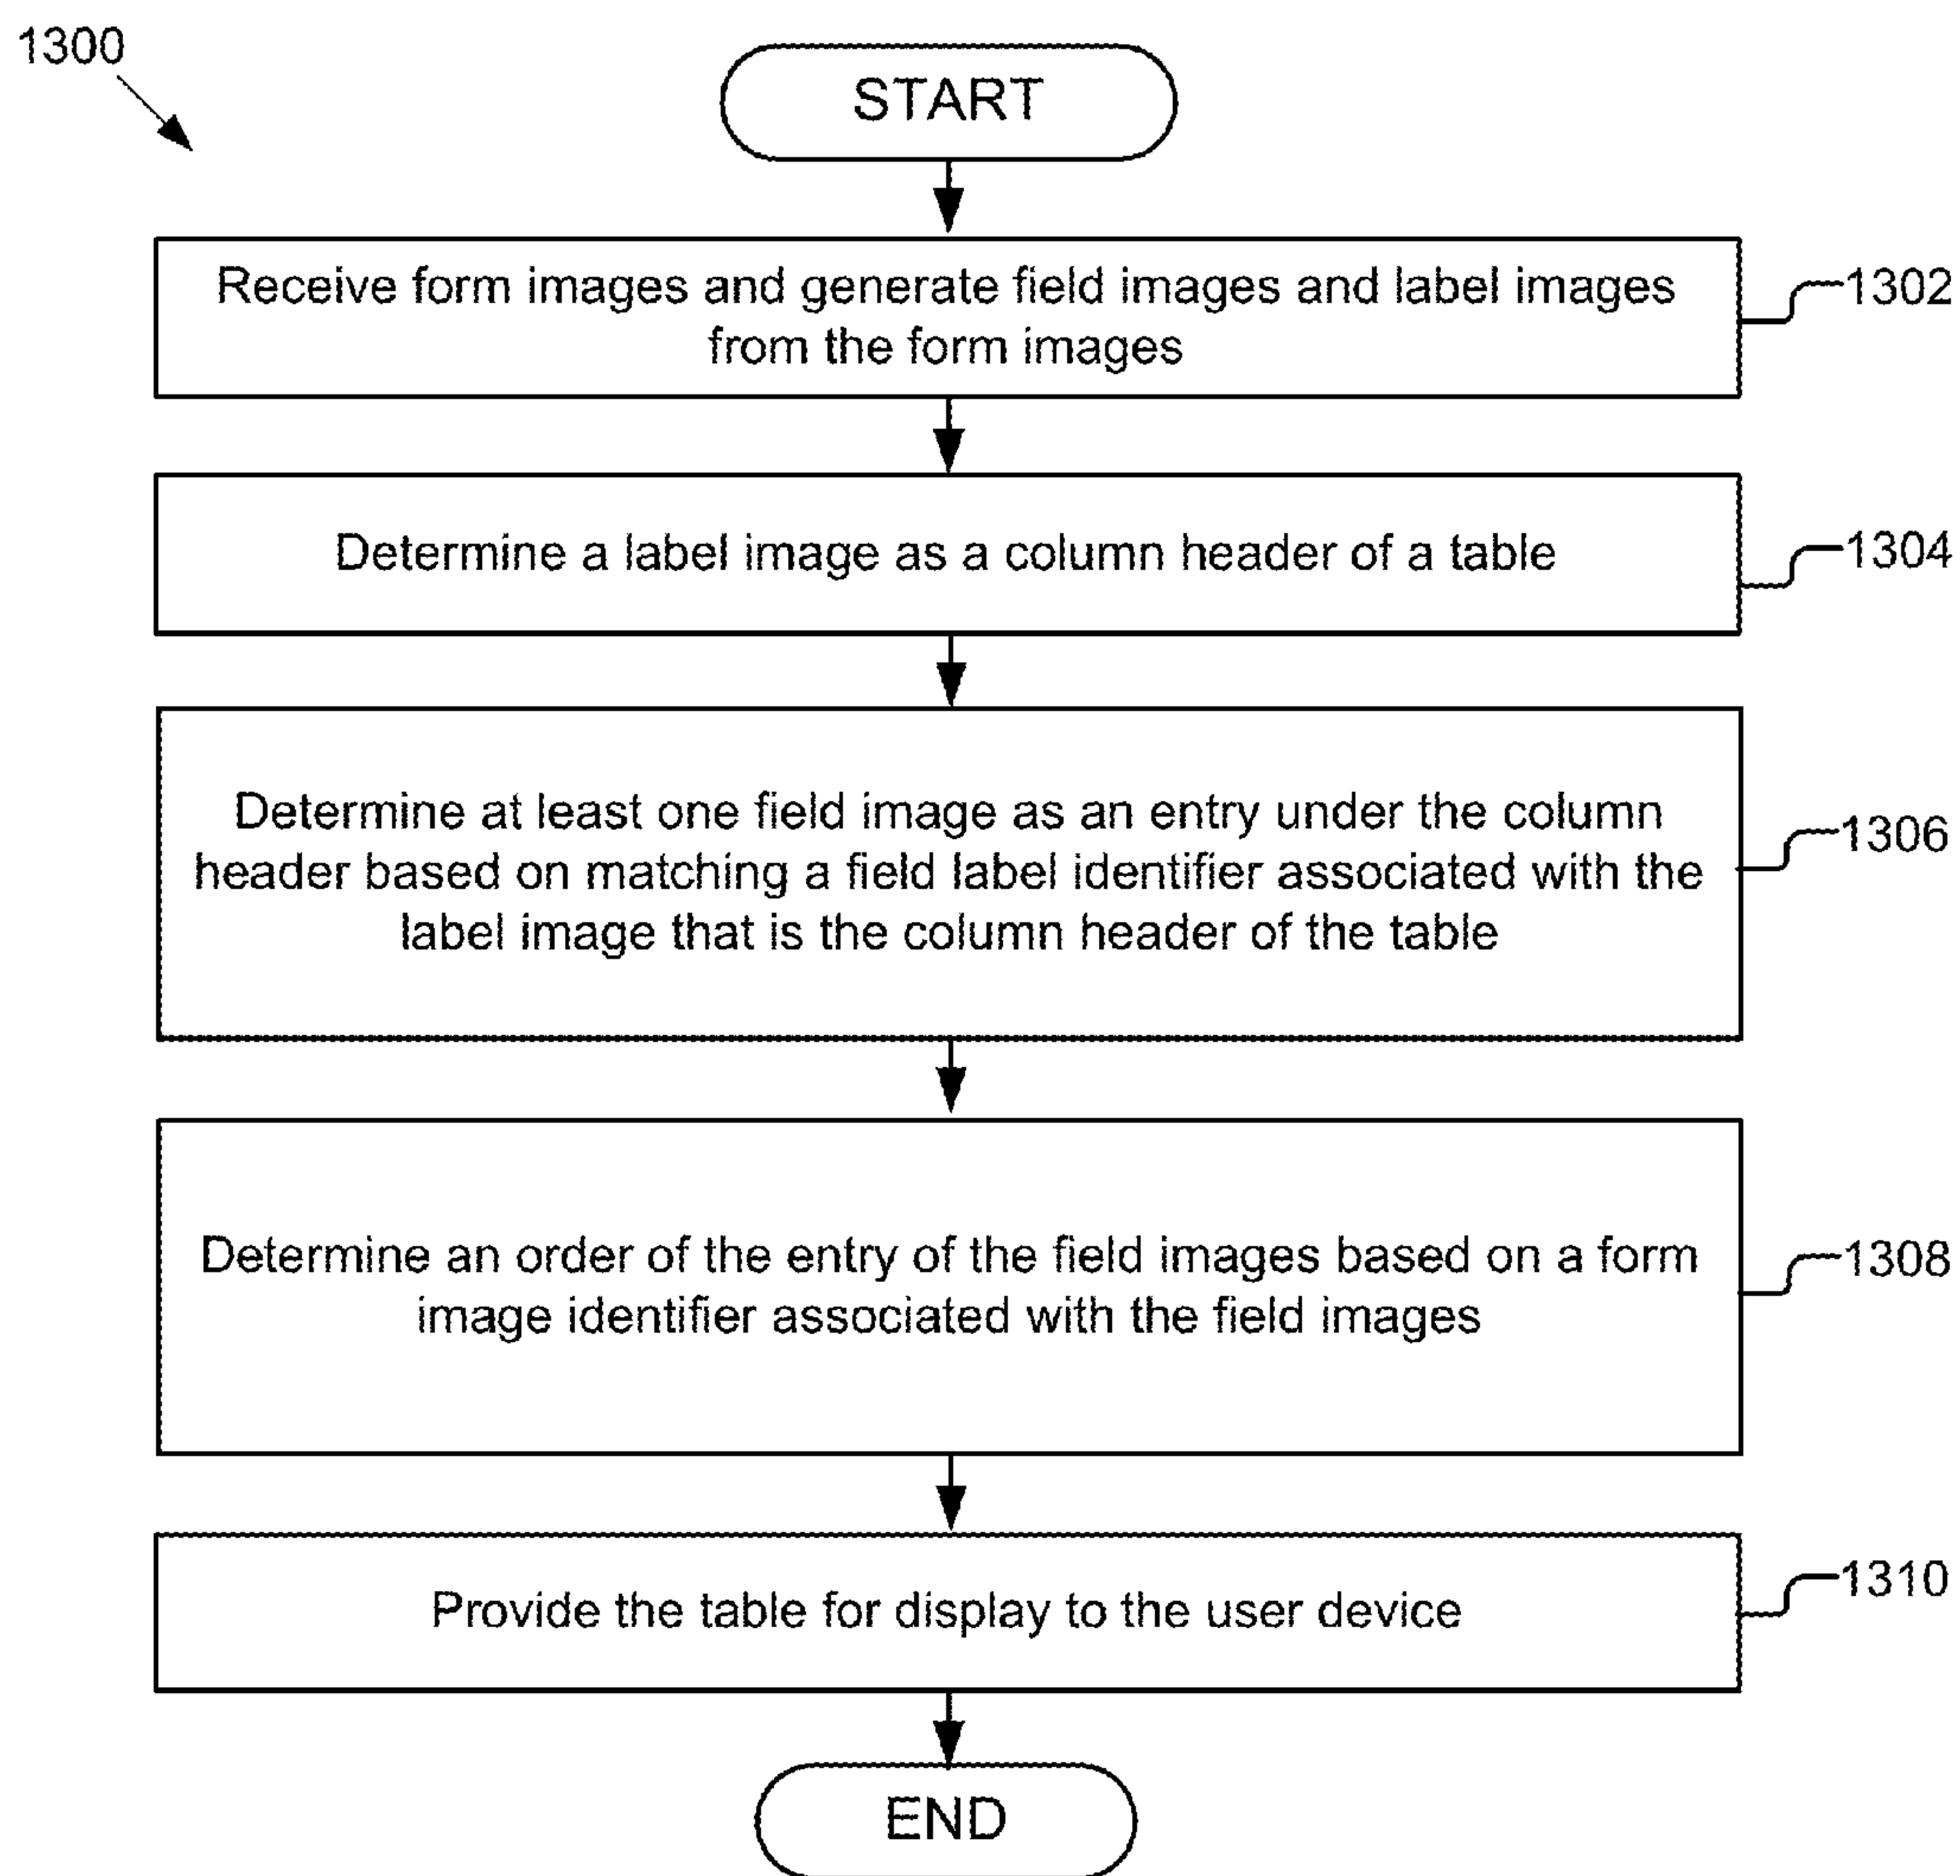 1300
START
Receive form images and generate field images and label images
from the form images
1302
Determine a label image as a column header of a table
1304
Determine at least one field image as an entry under the column
header based on matching a field label identifier associated with the
label image that is the column header of the table
1306
Determine an order of the entry of the field images based on a form
image identifier associated with the field images
1308
Provide the table for display to the user device
1310
END